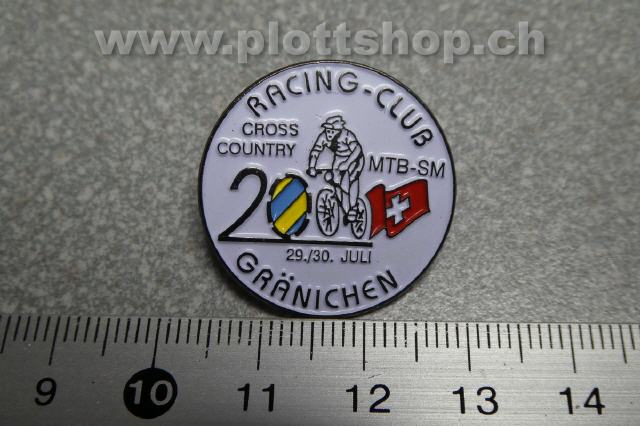 www.plottshop.ch
RACING-CLUB
CROSS
COUNTRY
MTB-SM
20
29./30. JULI
GRÄNICHEN
9 10 11 12 13 14